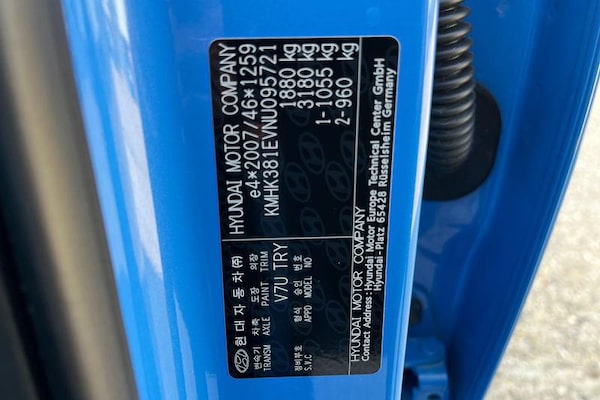 HYUNDAI MOTOR COMPANY
e4*2007/46*1259
KMHK381EVNU095721
1880 kg
3180 kg
1-1055 kg
2-960 kg
현대자동차(주)
변속기 차축 도장 외장
TRANSM AXLE PAINT TRIM
V7U TRY
정비부호 형식 승인 번호
S.V.C APPD MODEL NO
HYUNDAI MOTOR COMPANY
Contact Address : Hyundai Motor Europe Technical Center GmbH
Hyundai-Platz 65428 Rüsselsheim Germany